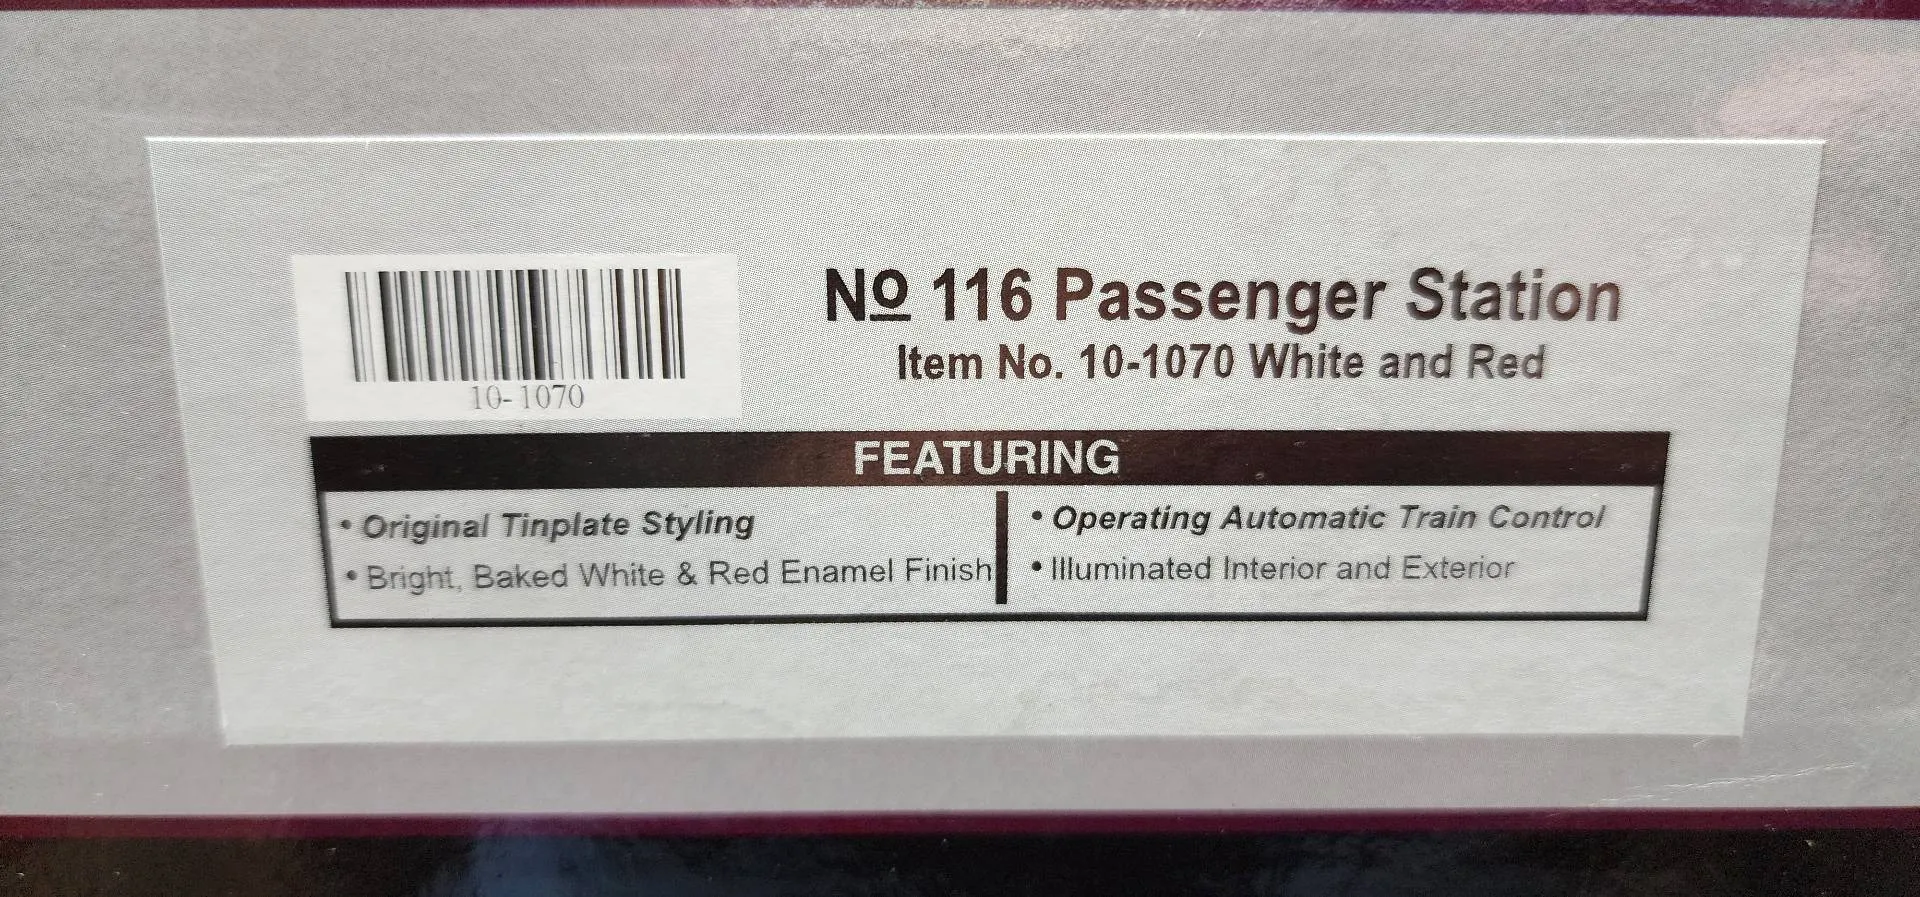 Nº 116 Passenger Station
Item No. 10-1070 White and Red
10-1070
FEATURING
• Original Tinplate Styling
• Bright, Baked White & Red Enamel Finish
• Operating Automatic Train Control
• Illuminated Interior and Exterior